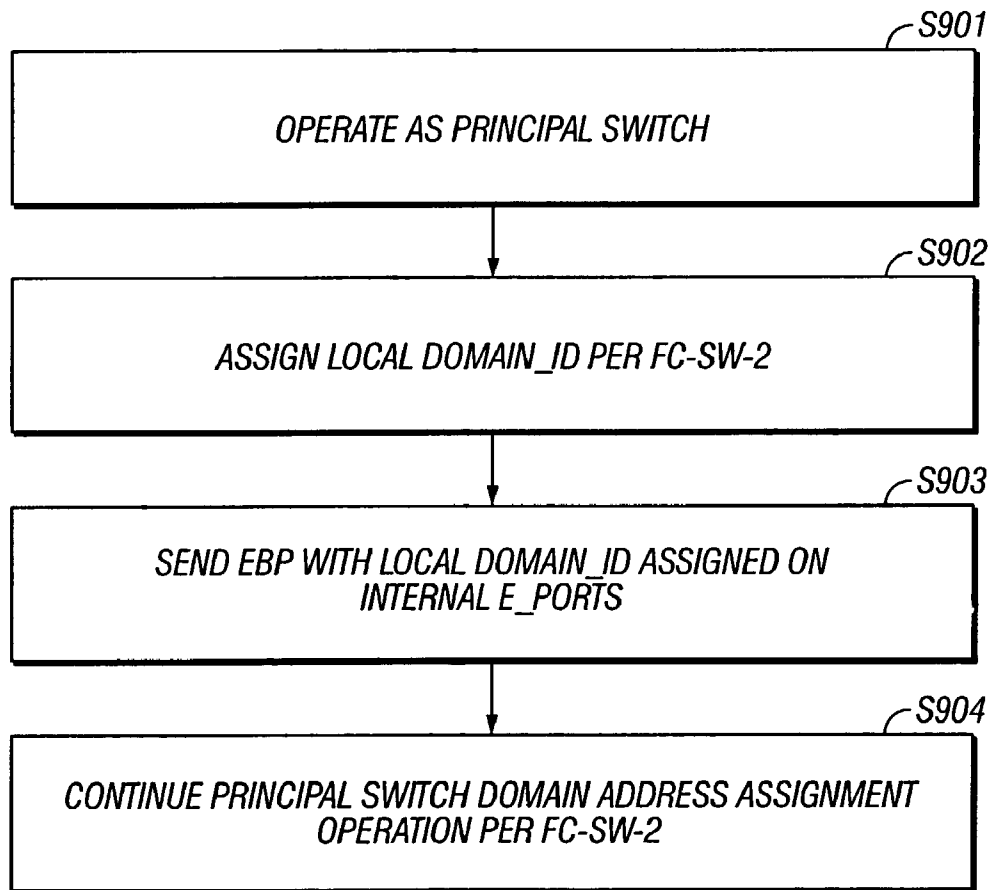 S901
OPERATE AS PRINCIPAL SWITCH
S902
ASSIGN LOCAL DOMAIN_ID PER FC-SW-2
S903
SEND EBP WITH LOCAL DOMAIN_ID ASSIGNED ON
INTERNAL E_PORTS
S904
CONTINUE PRINCIPAL SWITCH DOMAIN ADDRESS ASSIGNMENT
OPERATION PER FC-SW-2